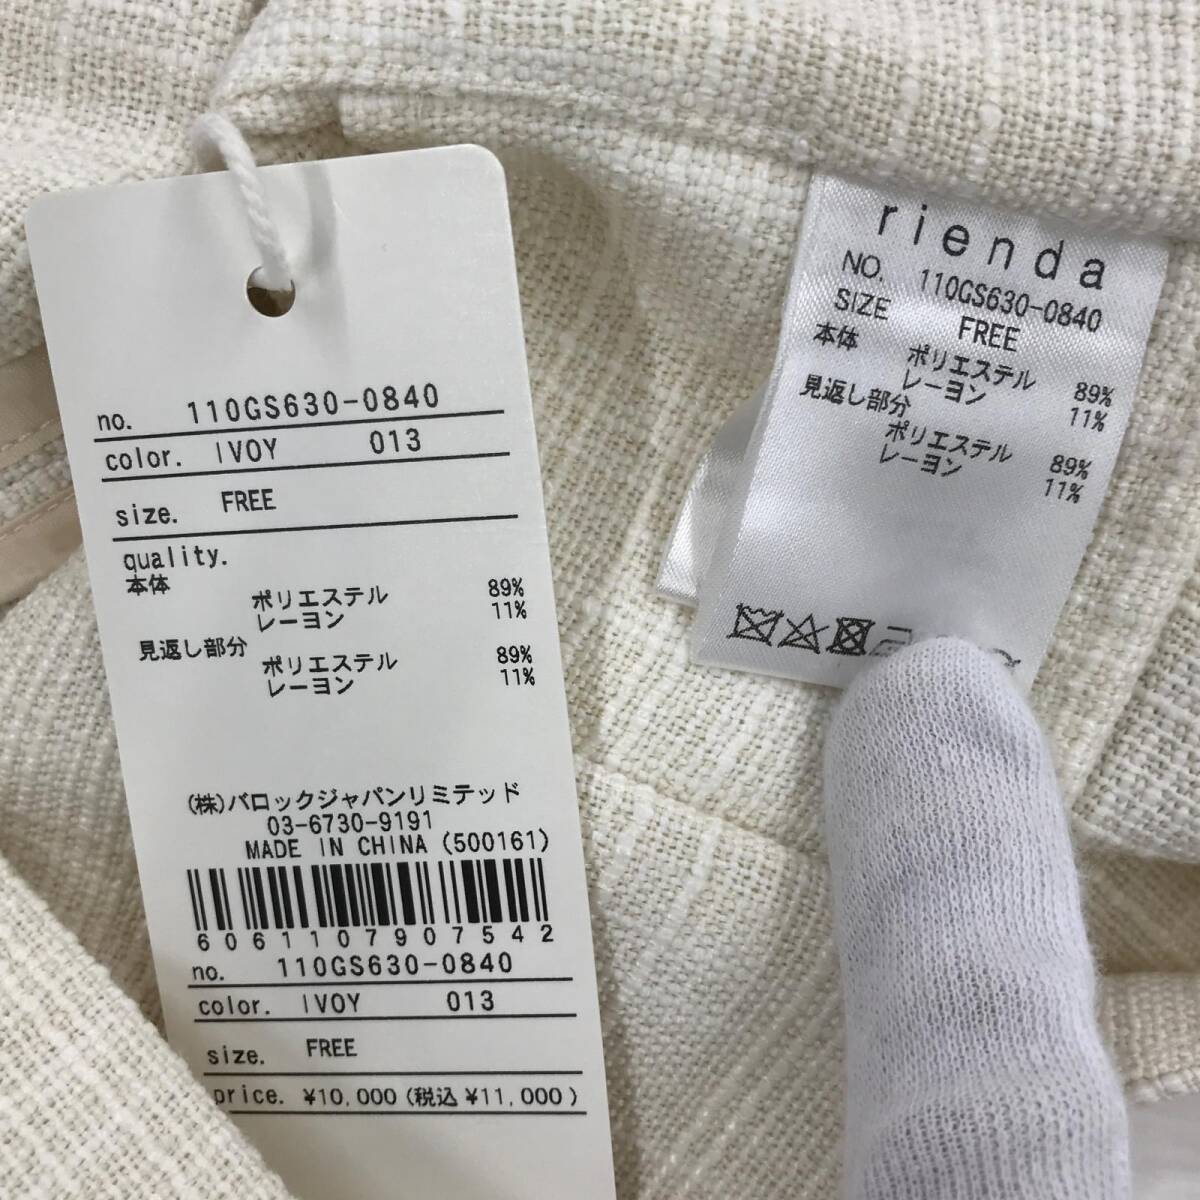 no. 110GS630-0840
color. IVOY 013
size. FREE
quality.
本体
ポリエステル 89%
レーヨン 11%
見返し部分
ポリエステル 89%
レーヨン 11%
(株)バロックジャパンリミテッド
03-6730-9191
MADE IN CHINA (500161)
6061107907542
no. 110GS630-0840
color. IVOY 013
size. FREE
price. ¥10,000 (税込 ¥11,000)
rienda
NO. 110GS630-0840
SIZE FREE
本体 ポリエステル 89%
レーヨン 11%
見返し部分
ポリエステル 89%
レーヨン 11%